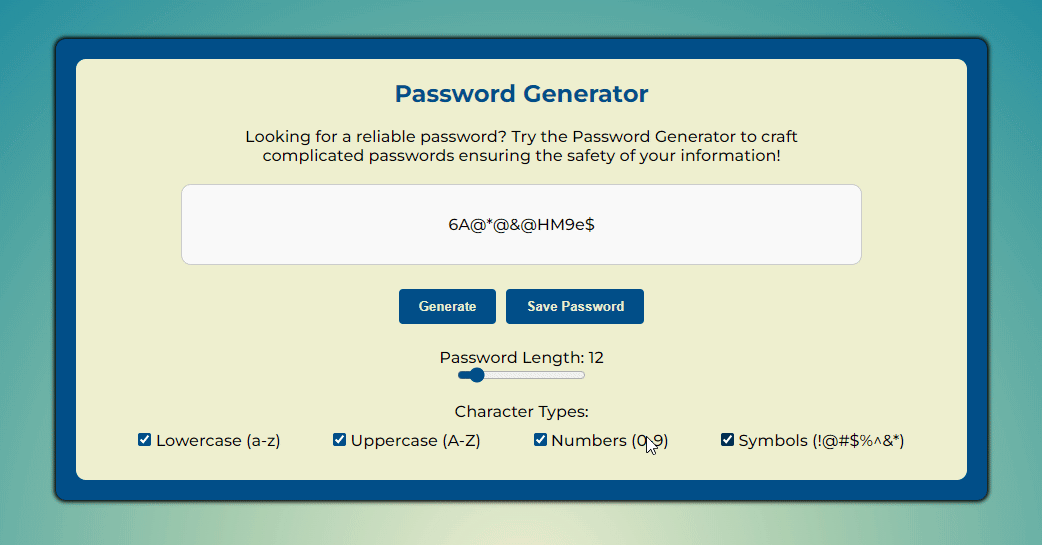 Password Generator
Looking for a reliable password? Try the Password Generator to craft
complicated passwords ensuring the safety of your information!
6A@*@&@HM9e$
Generate Save Password
Password Length: 12
Character Types:
Lowercase (a-z) Uppercase (A-Z) Numbers (0-9) Symbols (!@#$%^&*)